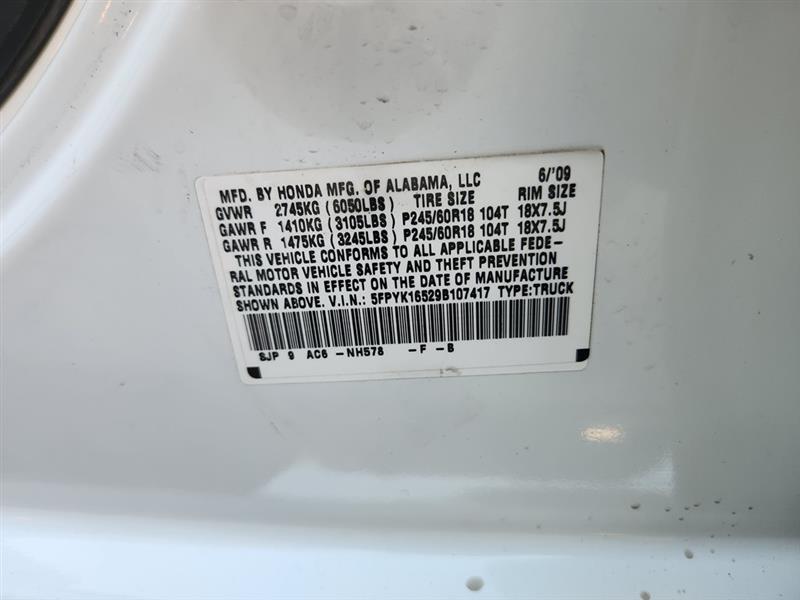 MFD. BY HONDA MFG. OF ALABAMA, LLC 6/'09
GVWR 2745KG (6050LBS) TIRE SIZE RIM SIZE
GAWR F 1410KG (3105LBS) P245/60R18 104T 18X7.5J
GAWR R 1475KG (3245LBS) P245/60R18 104T 18X7.5J
THIS VEHICLE CONFORMS TO ALL APPLICABLE FEDE-
RAL MOTOR VEHICLE SAFETY AND THEFT PREVENTION
STANDARDS IN EFFECT ON THE DATE OF MANUFACTURE
SHOWN ABOVE. V.I.N.: 5FPYK16529B107417 TYPE:TRUCK
SJP 9 AC6 -NH578 -F -B